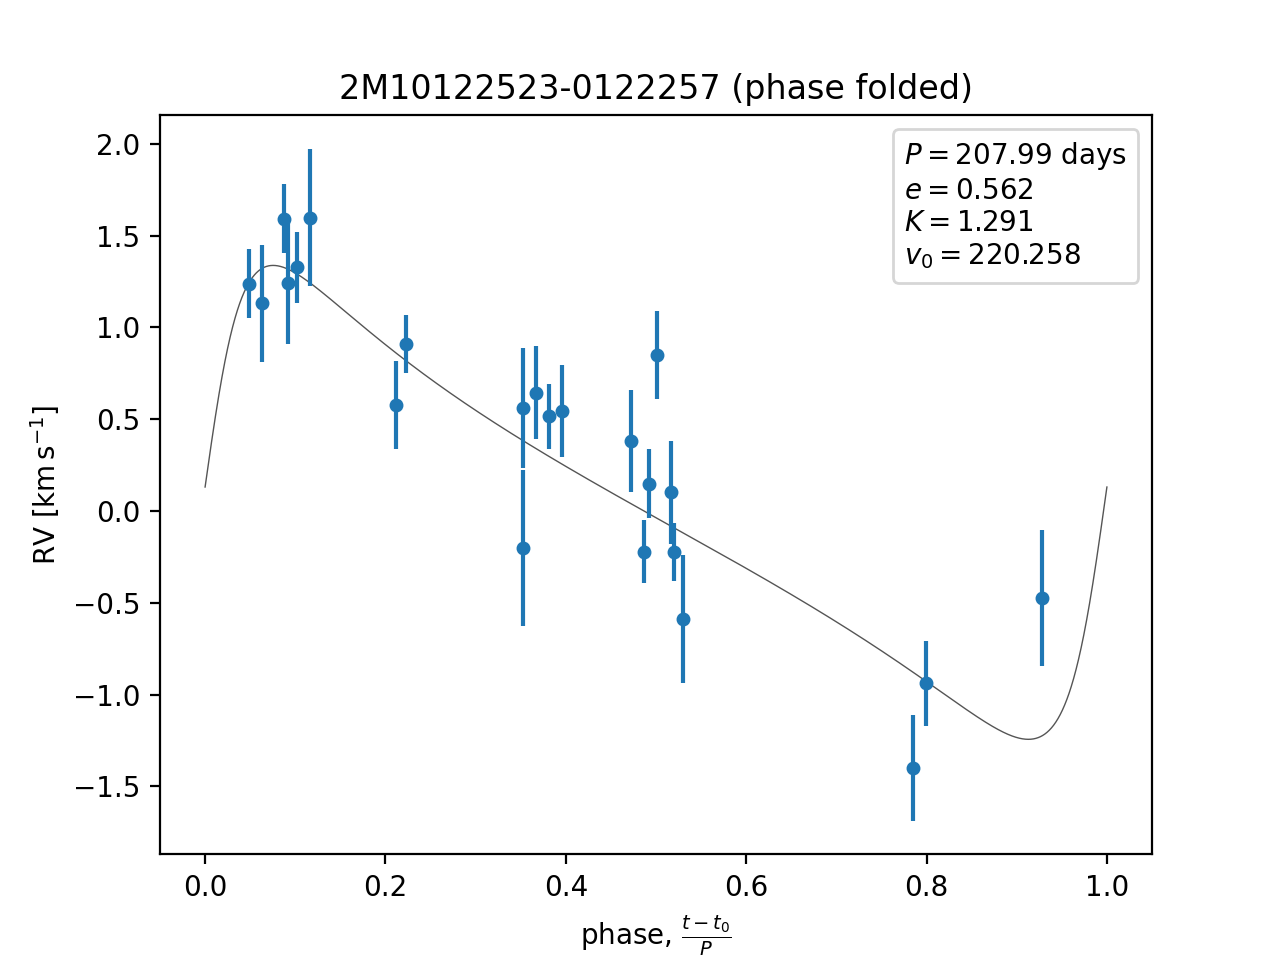 2M10122523-0122257 (phase folded)
P = 207.99 days
e = 0.562
K = 1.291
v₀ = 220.258
RV [km s⁻¹]
2.0
1.5
1.0
0.5
0.0
−0.5
−1.0
−1.5
0.0 0.2 0.4 0.6 0.8 1.0
phase, (t − t₀)/P